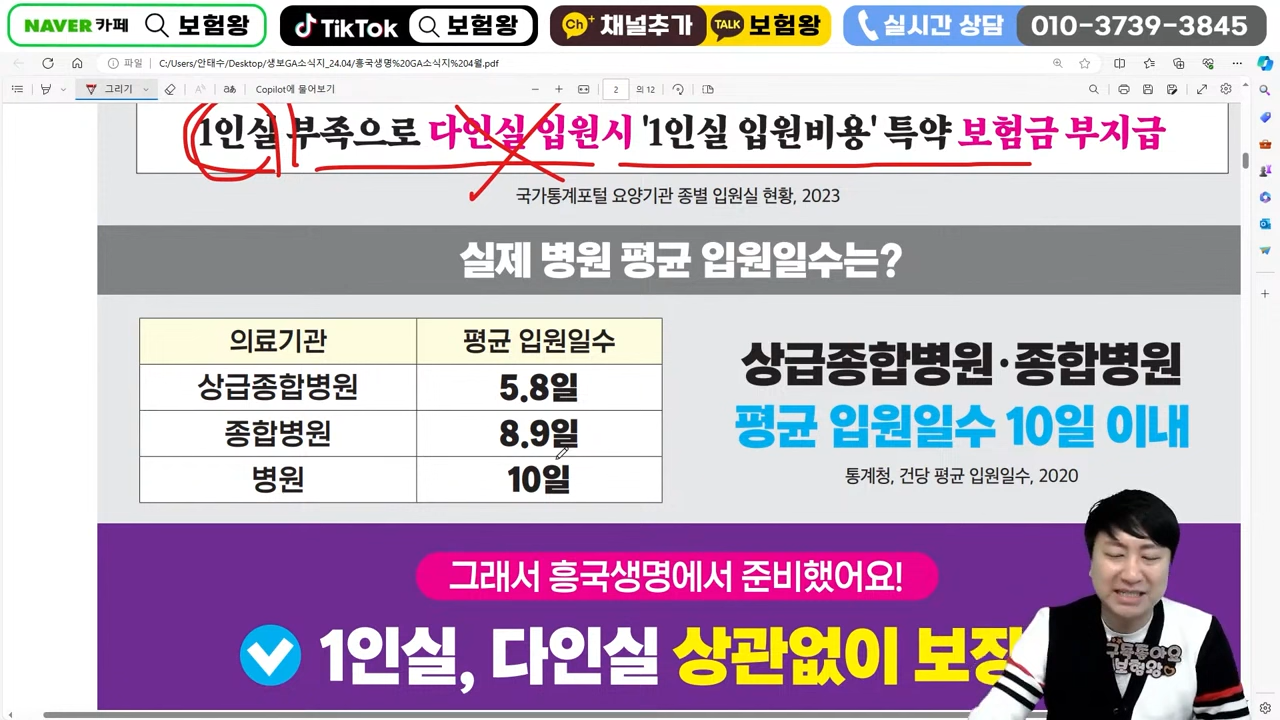 NAVER 카페 보험왕
TikTok 보험왕
Ch+ 채널추가 TALK 보험왕
실시간 상담 010-3739-3845
파일 C:/Users/안태수/Desktop/생보GA소식지_24.04/흥국생명%20GA소식지%204월.pdf
그리기 Copilot에 물어보기 2 의 12
1인실 부족으로 다인실 입원시 '1인실 입원비용' 특약 보험금 부지급
국가통계포털 요양기관 종별 입원실 현황, 2023
실제 병원 평균 입원일수는?
의료기관 평균 입원일수
상급종합병원 5.8일
종합병원 8.9일
병원 10일
상급종합병원·종합병원
평균 입원일수 10일 이내
통계청, 건당 평균 입원일수, 2020
그래서 흥국생명에서 준비했어요!
1인실, 다인실 상관없이 보장
구독좋아요
보험왕